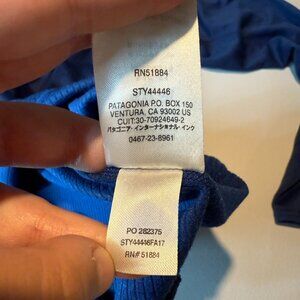 RN51884
STY44446
PATAGONIA P.O. BOX 150
VENTURA, CA 93002 US
CUIT:30-70924649-2
パタゴニア・インターナショナル・インク
0467-23-8961
PO 282375
STY44446FA17
RN# 51884